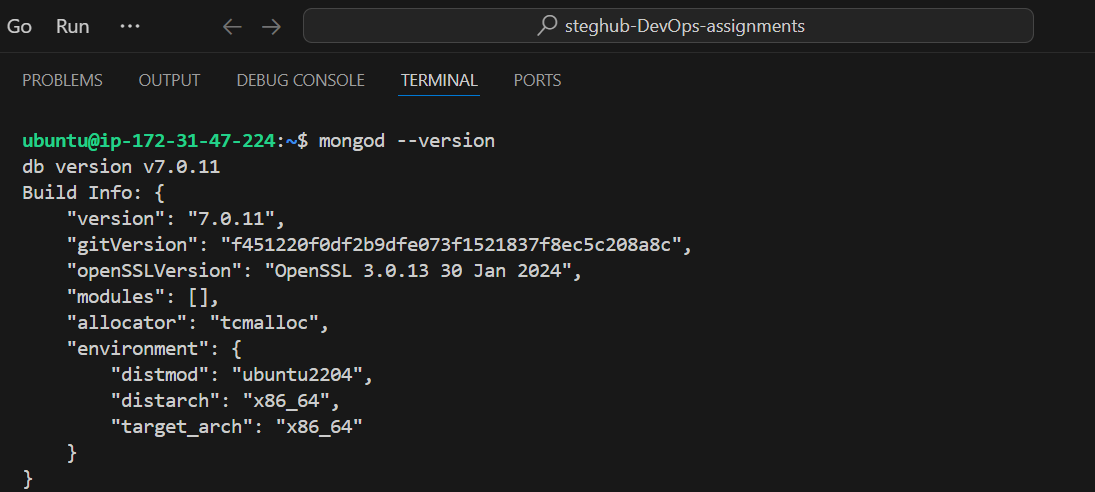 Go Run ··· ← → steghub-DevOps-assignments
PROBLEMS OUTPUT DEBUG CONSOLE TERMINAL PORTS
ubuntu@ip-172-31-47-224:~$ mongod --version
db version v7.0.11
Build Info: {
    "version": "7.0.11",
    "gitVersion": "f451220f0df2b9dfe073f1521837f8ec5c208a8c",
    "openSSLVersion": "OpenSSL 3.0.13 30 Jan 2024",
    "modules": [],
    "allocator": "tcmalloc",
    "environment": {
        "distmod": "ubuntu2204",
        "distarch": "x86_64",
        "target_arch": "x86_64"
    }
}